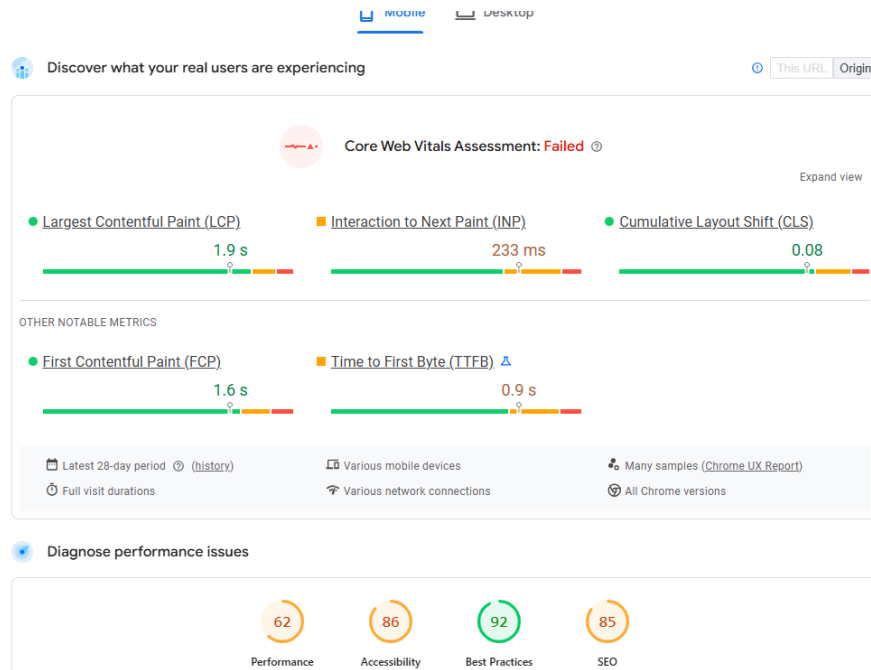 Mobile Desktop
Discover what your real users are experiencing
This URL Origin
Core Web Vitals Assessment: Failed
Expand view
Largest Contentful Paint (LCP) Interaction to Next Paint (INP) Cumulative Layout Shift (CLS)
1.9 s 233 ms 0.08
OTHER NOTABLE METRICS
First Contentful Paint (FCP) Time to First Byte (TTFB)
1.6 s 0.9 s
Latest 28-day period (history) Various mobile devices Many samples (Chrome UX Report)
Full visit durations Various network connections All Chrome versions
Diagnose performance issues
62 86 92 85
Performance Accessibility Best Practices SEO